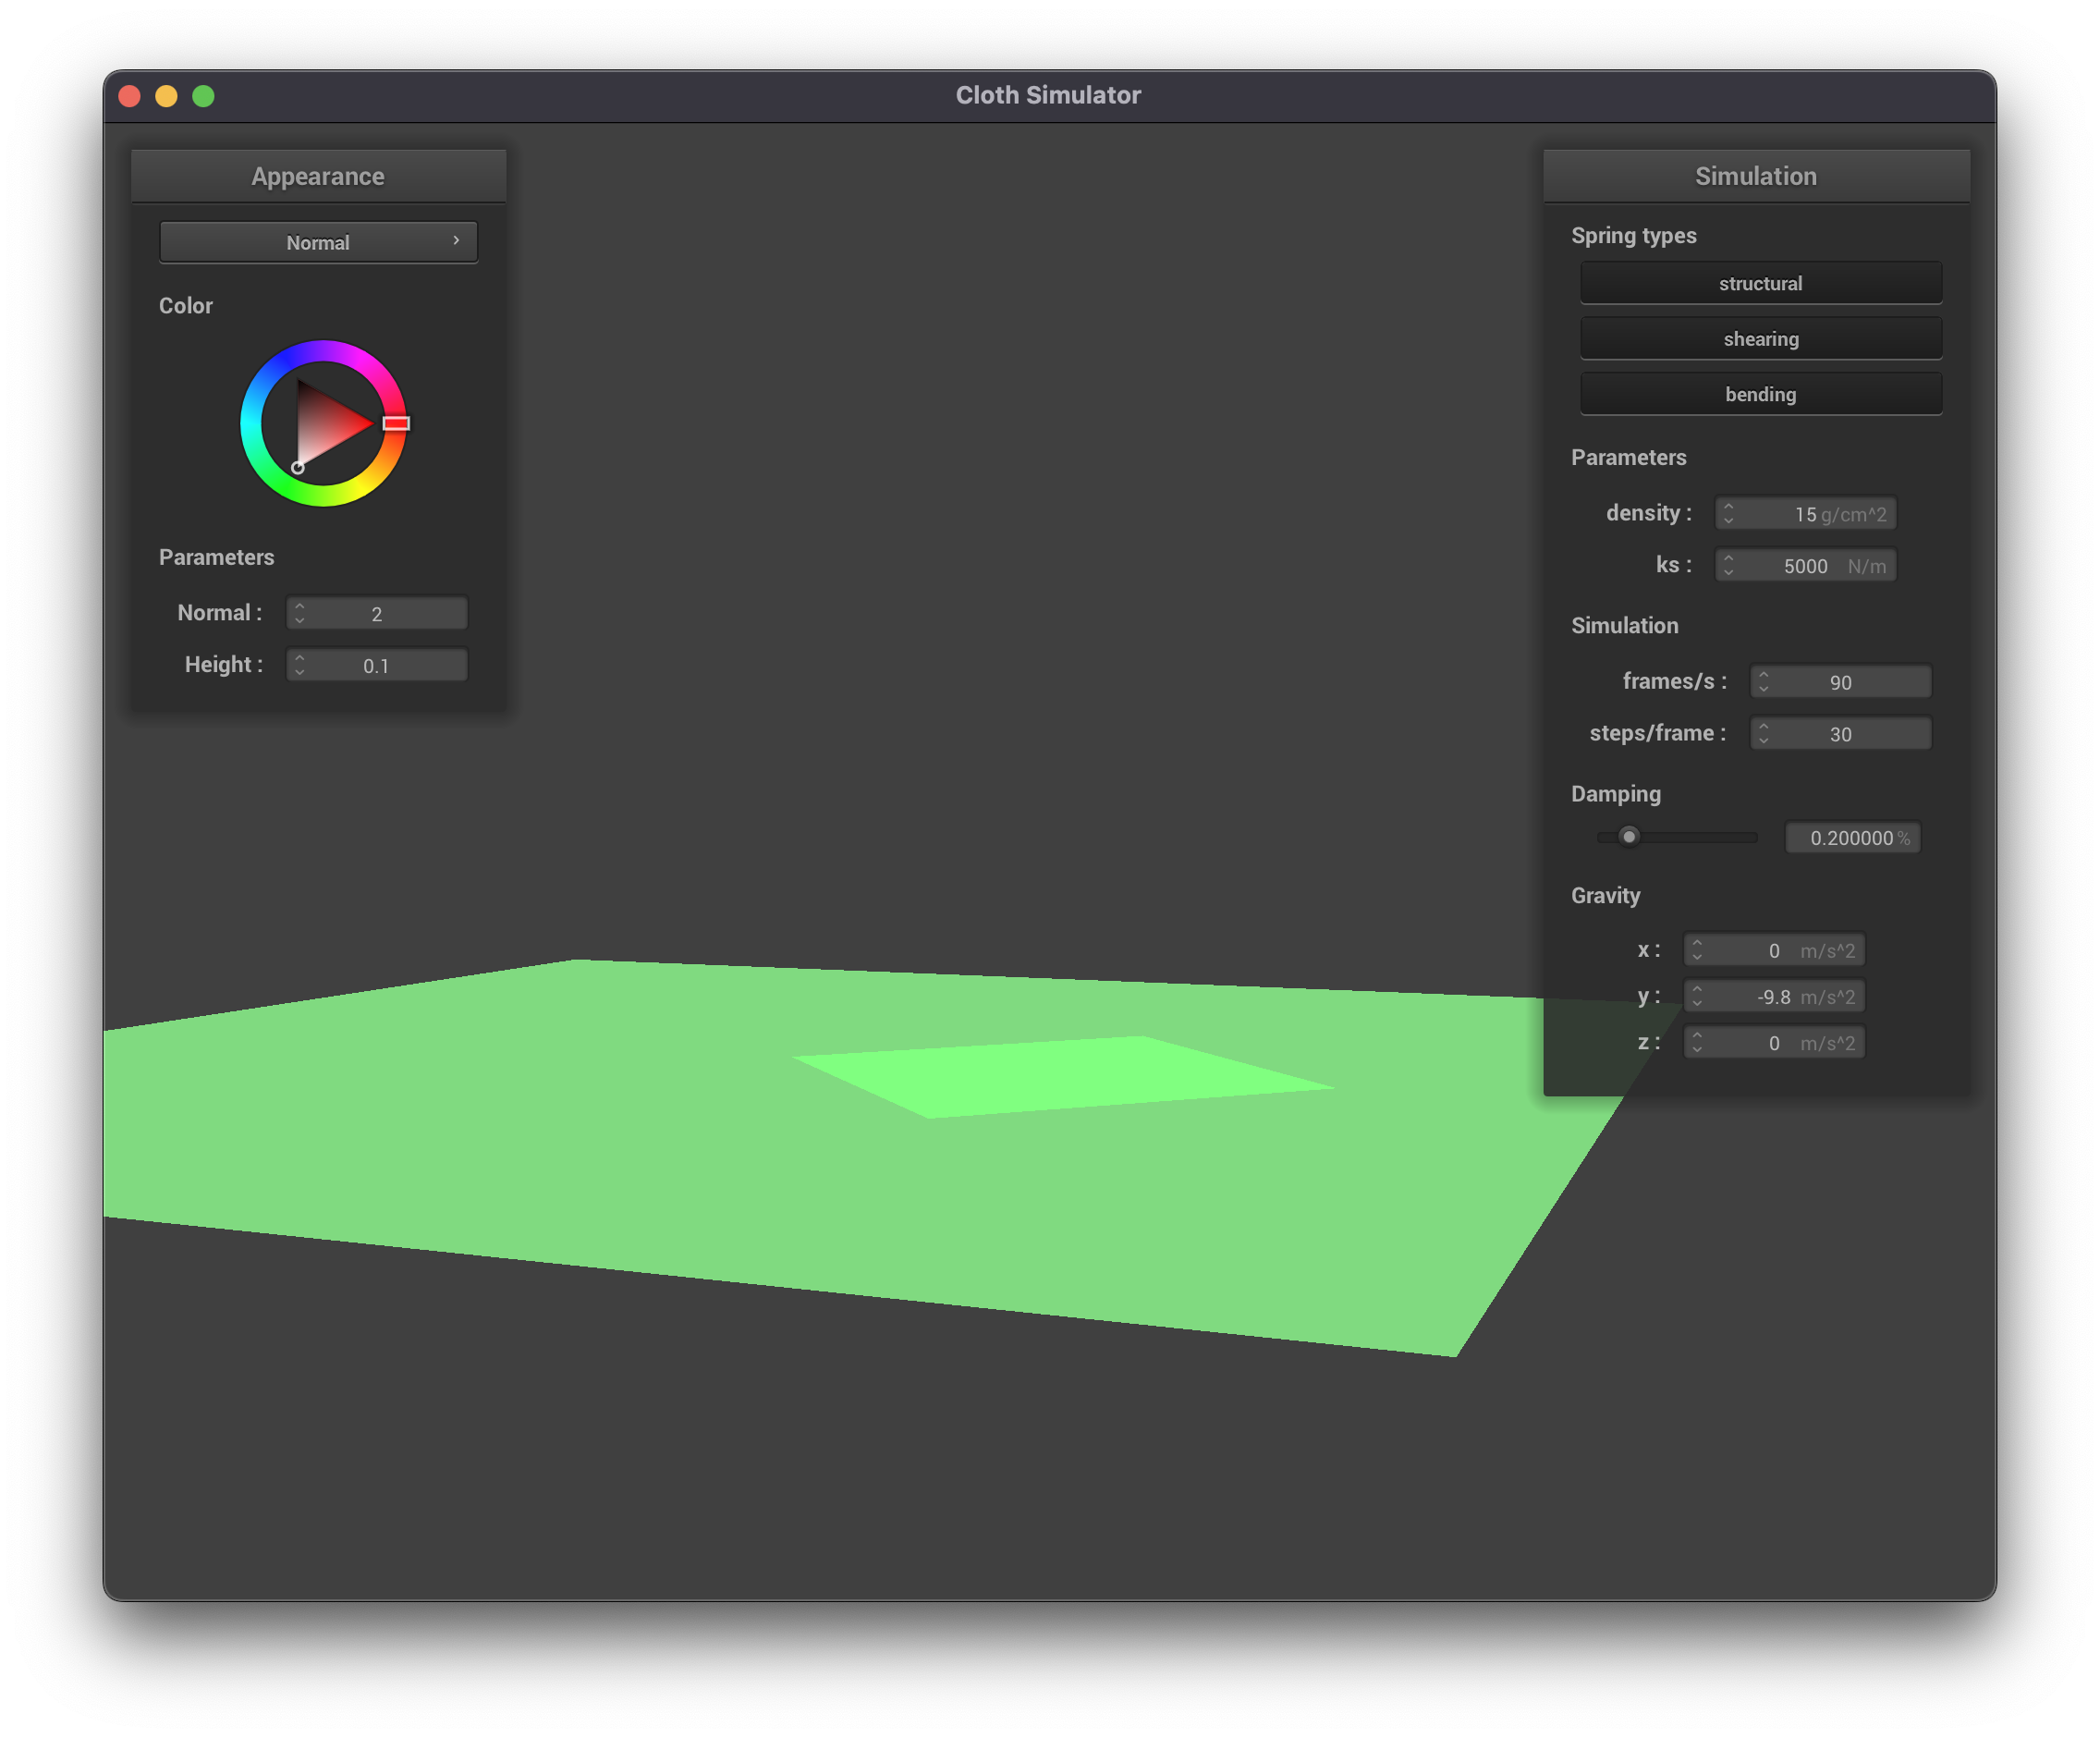 Cloth Simulator
Appearance
Normal
Color
Parameters
Normal : 2
Height : 0.1
Simulation
Spring types
structural
shearing
bending
Parameters
density : 15 g/cm^2
ks : 5000 N/m
Simulation
frames/s : 90
steps/frame : 30
Damping
0.200000 %
Gravity
x : 0 m/s^2
y : -9.8 m/s^2
z : 0 m/s^2